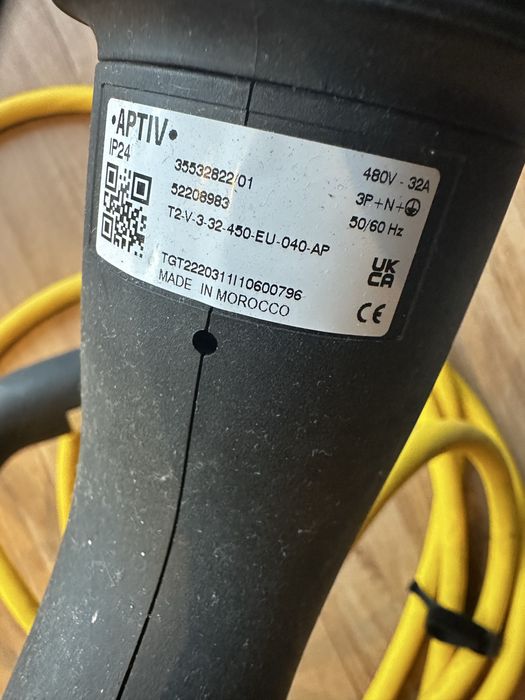 •APTIV•
IP24
35532822/01
52208983
T2-V-3-32-450-EU-040-AP
TGT2220311I10600796
MADE IN MOROCCO
480V - 32A
3P+N+⏚
50/60 Hz
UK
CA
CE